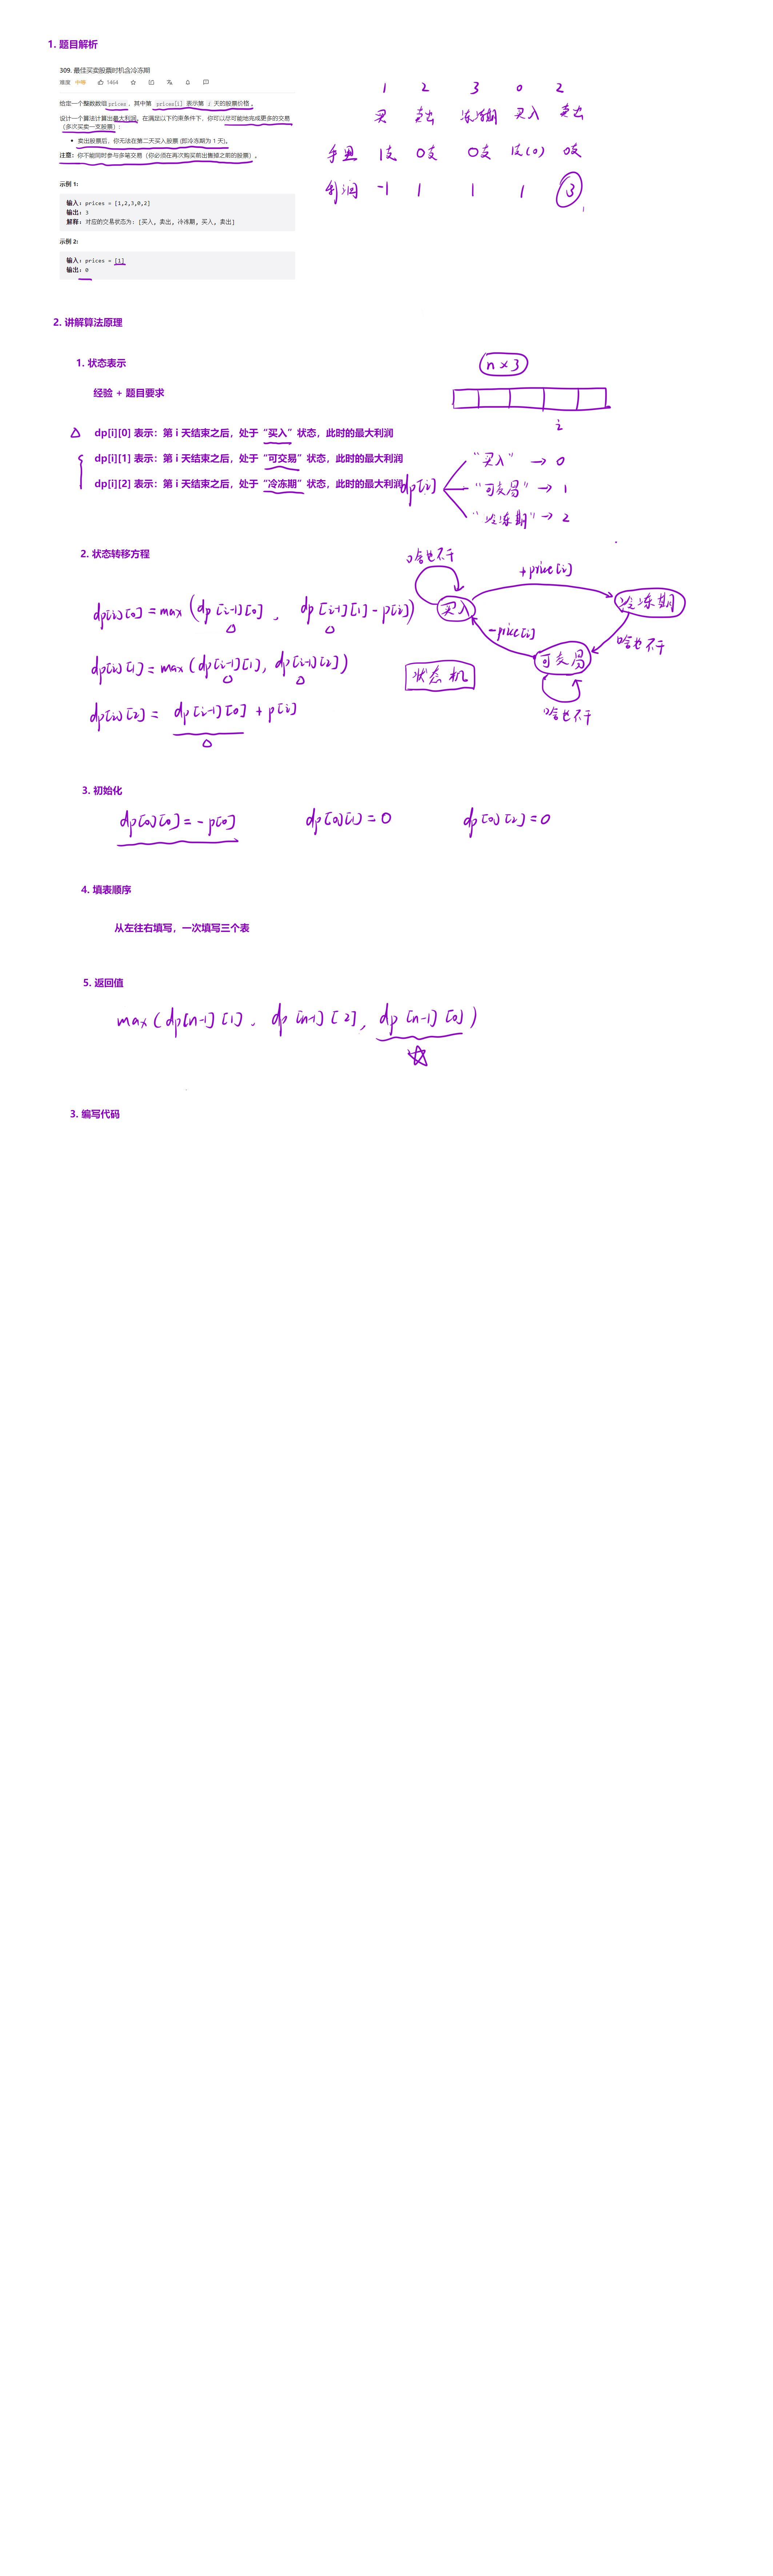 1. 题目解析
309. 最佳买卖股票时机含冷冻期
难度 中等 1464
给定一个整数数组 prices，其中第 prices[i] 表示第 i 天的股票价格 。
设计一个算法计算出最大利润。在满足以下约束条件下，你可以尽可能地完成更多的交易
（多次买卖一支股票）:
• 卖出股票后，你无法在第二天买入股票 (即冷冻期为 1 天)。
注意：你不能同时参与多笔交易（你必须在再次购买前出售掉之前的股票）。
示例 1:
输入: prices = [1,2,3,0,2]
输出: 3
解释: 对应的交易状态为: [买入, 卖出, 冷冻期, 买入, 卖出]
示例 2:
输入: prices = [1]
输出: 0
1 2 3 0 2
买 卖出 冻期 买入 卖出
手里 1支 0支 0支 1支(0) 0支
利润 -1 1 1 1 3
2. 讲解算法原理
1. 状态表示
经验 + 题目要求
dp[i][0] 表示：第 i 天结束之后，处于 “买入” 状态，此时的最大利润
dp[i][1] 表示：第 i 天结束之后，处于 “可交易” 状态，此时的最大利润
dp[i][2] 表示：第 i 天结束之后，处于 “冷冻期” 状态，此时的最大利润
n×3
i
dp[i]
“买入” → 0
“可交易” → 1
“冷冻期” → 2
2. 状态转移方程
dp[i][0] = max(dp[i-1][0], dp[i-1][1]-p[i])
dp[i][1] = max(dp[i-1][1], dp[i-1][2])
dp[i][2] = dp[i-1][0] + p[i]
啥也不干
买入
+price[i]
冷冻期
-price[i]
啥也不干
可交易
状态机
啥也不干
3. 初始化
dp[0][0] = -p[0] dp[0][1] = 0 dp[0][2] = 0
4. 填表顺序
从左往右填写，一次填写三个表
5. 返回值
max(dp[n-1][1], dp[n-1][2], dp[n-1][0])
3. 编写代码